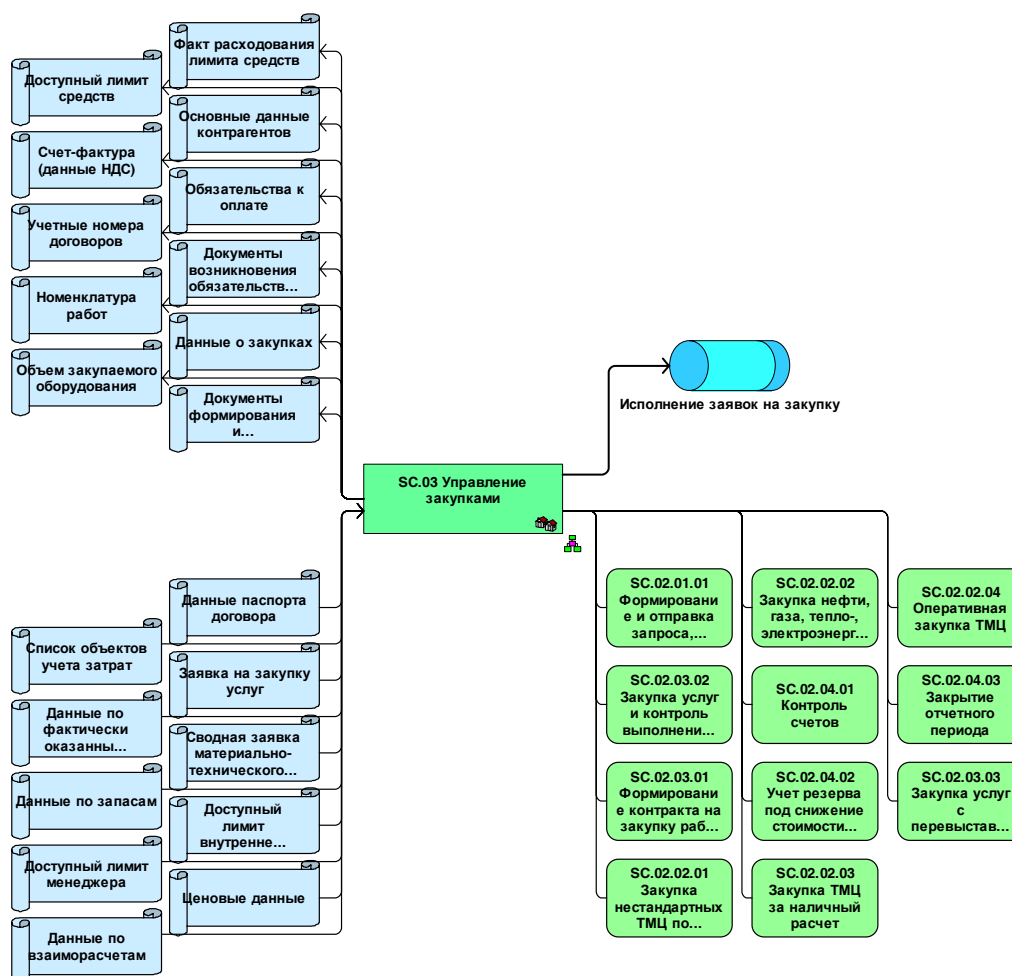 Факт расходования
лимита средств
Доступный лимит
средств
Основные данные
контрагентов
Счет-фактура
(данные НДС)
Обязательства к
оплате
Учетные номера
договоров
Документы
возникновения
обязательств...
Номенклатура
работ
Данные о закупках
Объем закупаемого
оборудования
Документы
формирования
и...
Исполнение заявок на закупку
SC.03 Управление
закупками
Данные паспорта
договора
Список объектов
учета затрат
Заявка на закупку
услуг
Данные по
фактически
оказанны...
Сводная заявка
материально-
технического...
Данные по запасам
Доступный
лимит
внутренне...
Доступный лимит
менеджера
Ценовые данные
Данные по
взаиморасчетам
SC.02.01.01
Формировани
е и отправка
запроса,...
SC.02.02.02
Закупка нефти,
газа, тепло-,
электроэнерг...
SC.02.02.04
Оперативная
закупка ТМЦ
SC.02.03.02
Закупка услуг
и контроль
выполнени...
SC.02.04.01
Контроль
счетов
SC.02.04.03
Закрытие
отчетного
периода
SC.02.03.01
Формировани
е контракта на
закупку раб...
SC.02.04.02
Учет резерва
под снижение
стоимости...
SC.02.03.03
Закупка услуг
с
перевыстав...
SC.02.02.01
Закупка
нестандартных
ТМЦ по...
SC.02.02.03
Закупка ТМЦ
за наличный
расчет